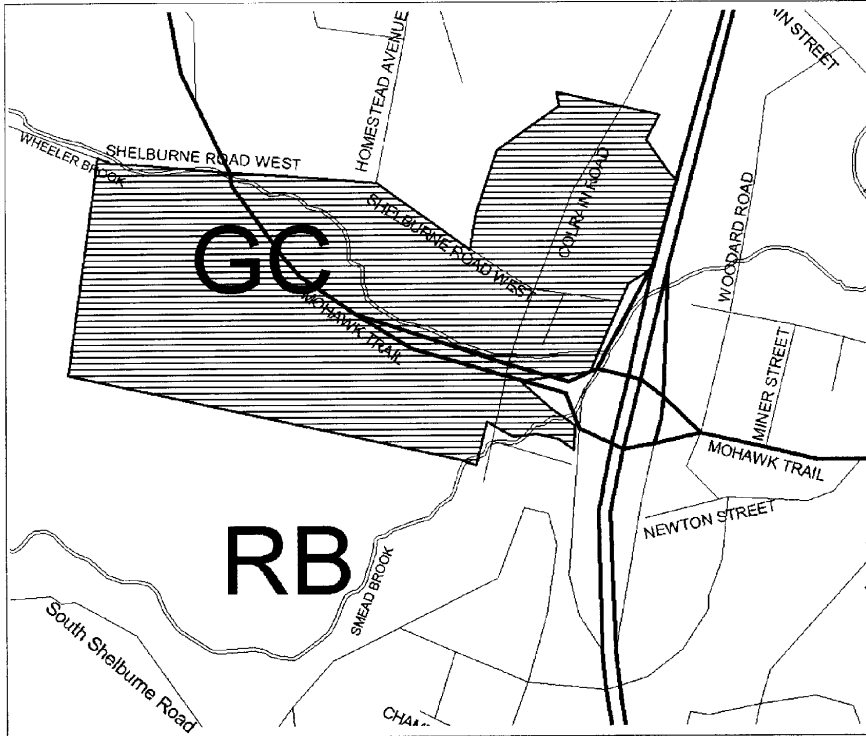 HOMESTEAD AVENUE
SHELBURNE ROAD WEST
WHEELER BROOK
COLRAIN ROAD
SHELBURNE ROAD WEST
WOODARD ROAD
GC
MOHAWK TRAIL
MINER STREET
MOHAWK TRAIL
NEWTON STREET
RB
SMEAD BROOK
South Shelburne Road
STREET